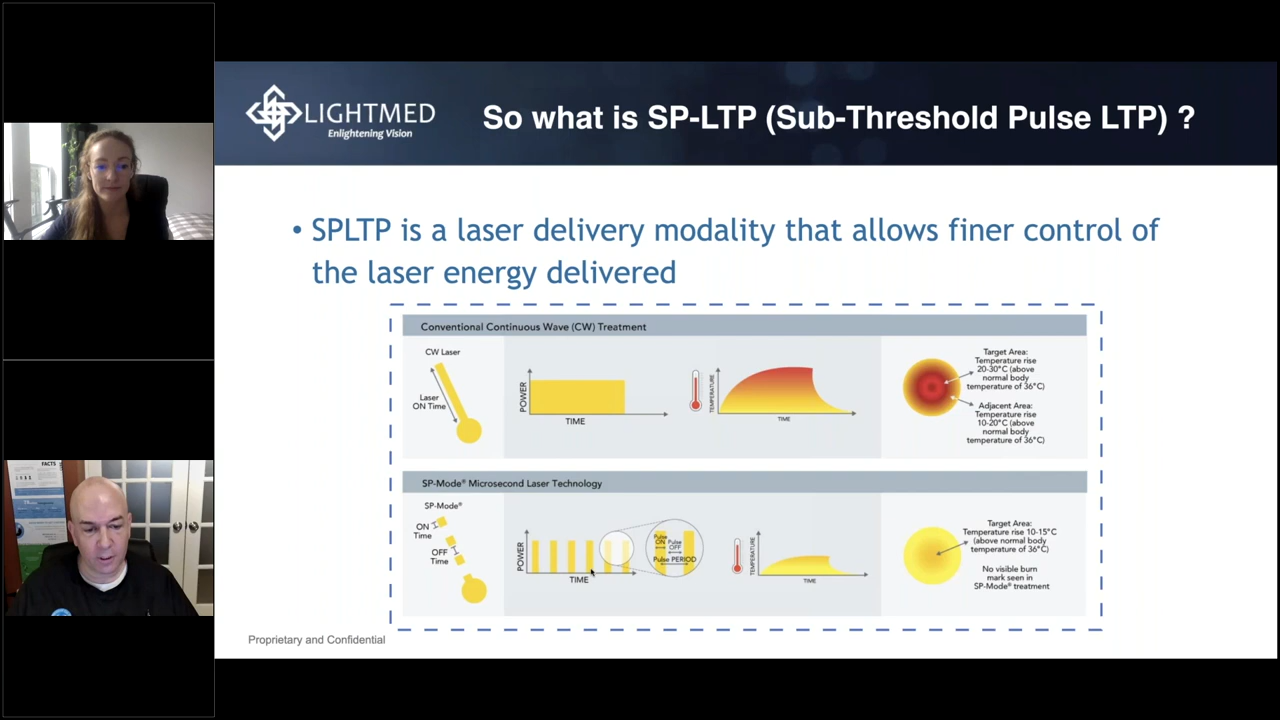 LIGHTMED
Enlightening Vision
So what is SP-LTP (Sub-Threshold Pulse LTP) ?
• SPLTP is a laser delivery modality that allows finer control of
the laser energy delivered
Conventional Continuous Wave (CW) Treatment
CW Laser
Laser
ON Time
POWER
TIME
TEMPERATURE
TIME
Target Area:
Temperature rise
20-30°C (above
normal body
temperature of 36°C)
Adjacent Area:
Temperature rise
10-20°C (above
normal body
temperature of 36°C)
SP-Mode® Microsecond Laser Technology
SP-Mode®
ON
Time
OFF
Time
POWER
TIME
Pulse
ON
Pulse
OFF
Pulse PERIOD
TEMPERATURE
TIME
Target Area:
Temperature rise 10-15°C
(above normal body
temperature of 36°C)
No visible burn
mark seen in
SP-Mode® treatment
Proprietary and Confidential
FACTS